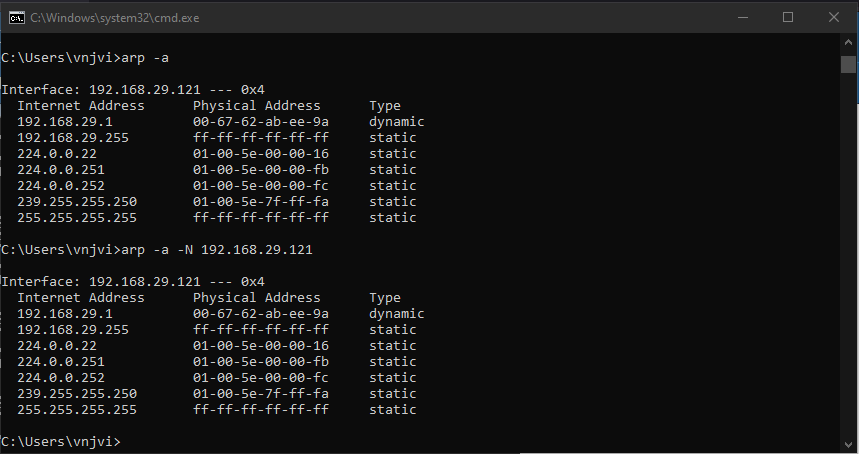 C:\Windows\system32\cmd.exe
C:\Users\vnjvi>arp -a
Interface: 192.168.29.121 --- 0x4
  Internet Address      Physical Address      Type
  192.168.29.1          00-67-62-ab-ee-9a     dynamic
  192.168.29.255        ff-ff-ff-ff-ff-ff     static
  224.0.0.22            01-00-5e-00-00-16     static
  224.0.0.251           01-00-5e-00-00-fb     static
  224.0.0.252           01-00-5e-00-00-fc     static
  239.255.255.250       01-00-5e-7f-ff-fa     static
  255.255.255.255       ff-ff-ff-ff-ff-ff     static
C:\Users\vnjvi>arp -a -N 192.168.29.121
Interface: 192.168.29.121 --- 0x4
  Internet Address      Physical Address      Type
  192.168.29.1          00-67-62-ab-ee-9a     dynamic
  192.168.29.255        ff-ff-ff-ff-ff-ff     static
  224.0.0.22            01-00-5e-00-00-16     static
  224.0.0.251           01-00-5e-00-00-fb     static
  224.0.0.252           01-00-5e-00-00-fc     static
  239.255.255.250       01-00-5e-7f-ff-fa     static
  255.255.255.255       ff-ff-ff-ff-ff-ff     static
C:\Users\vnjvi>